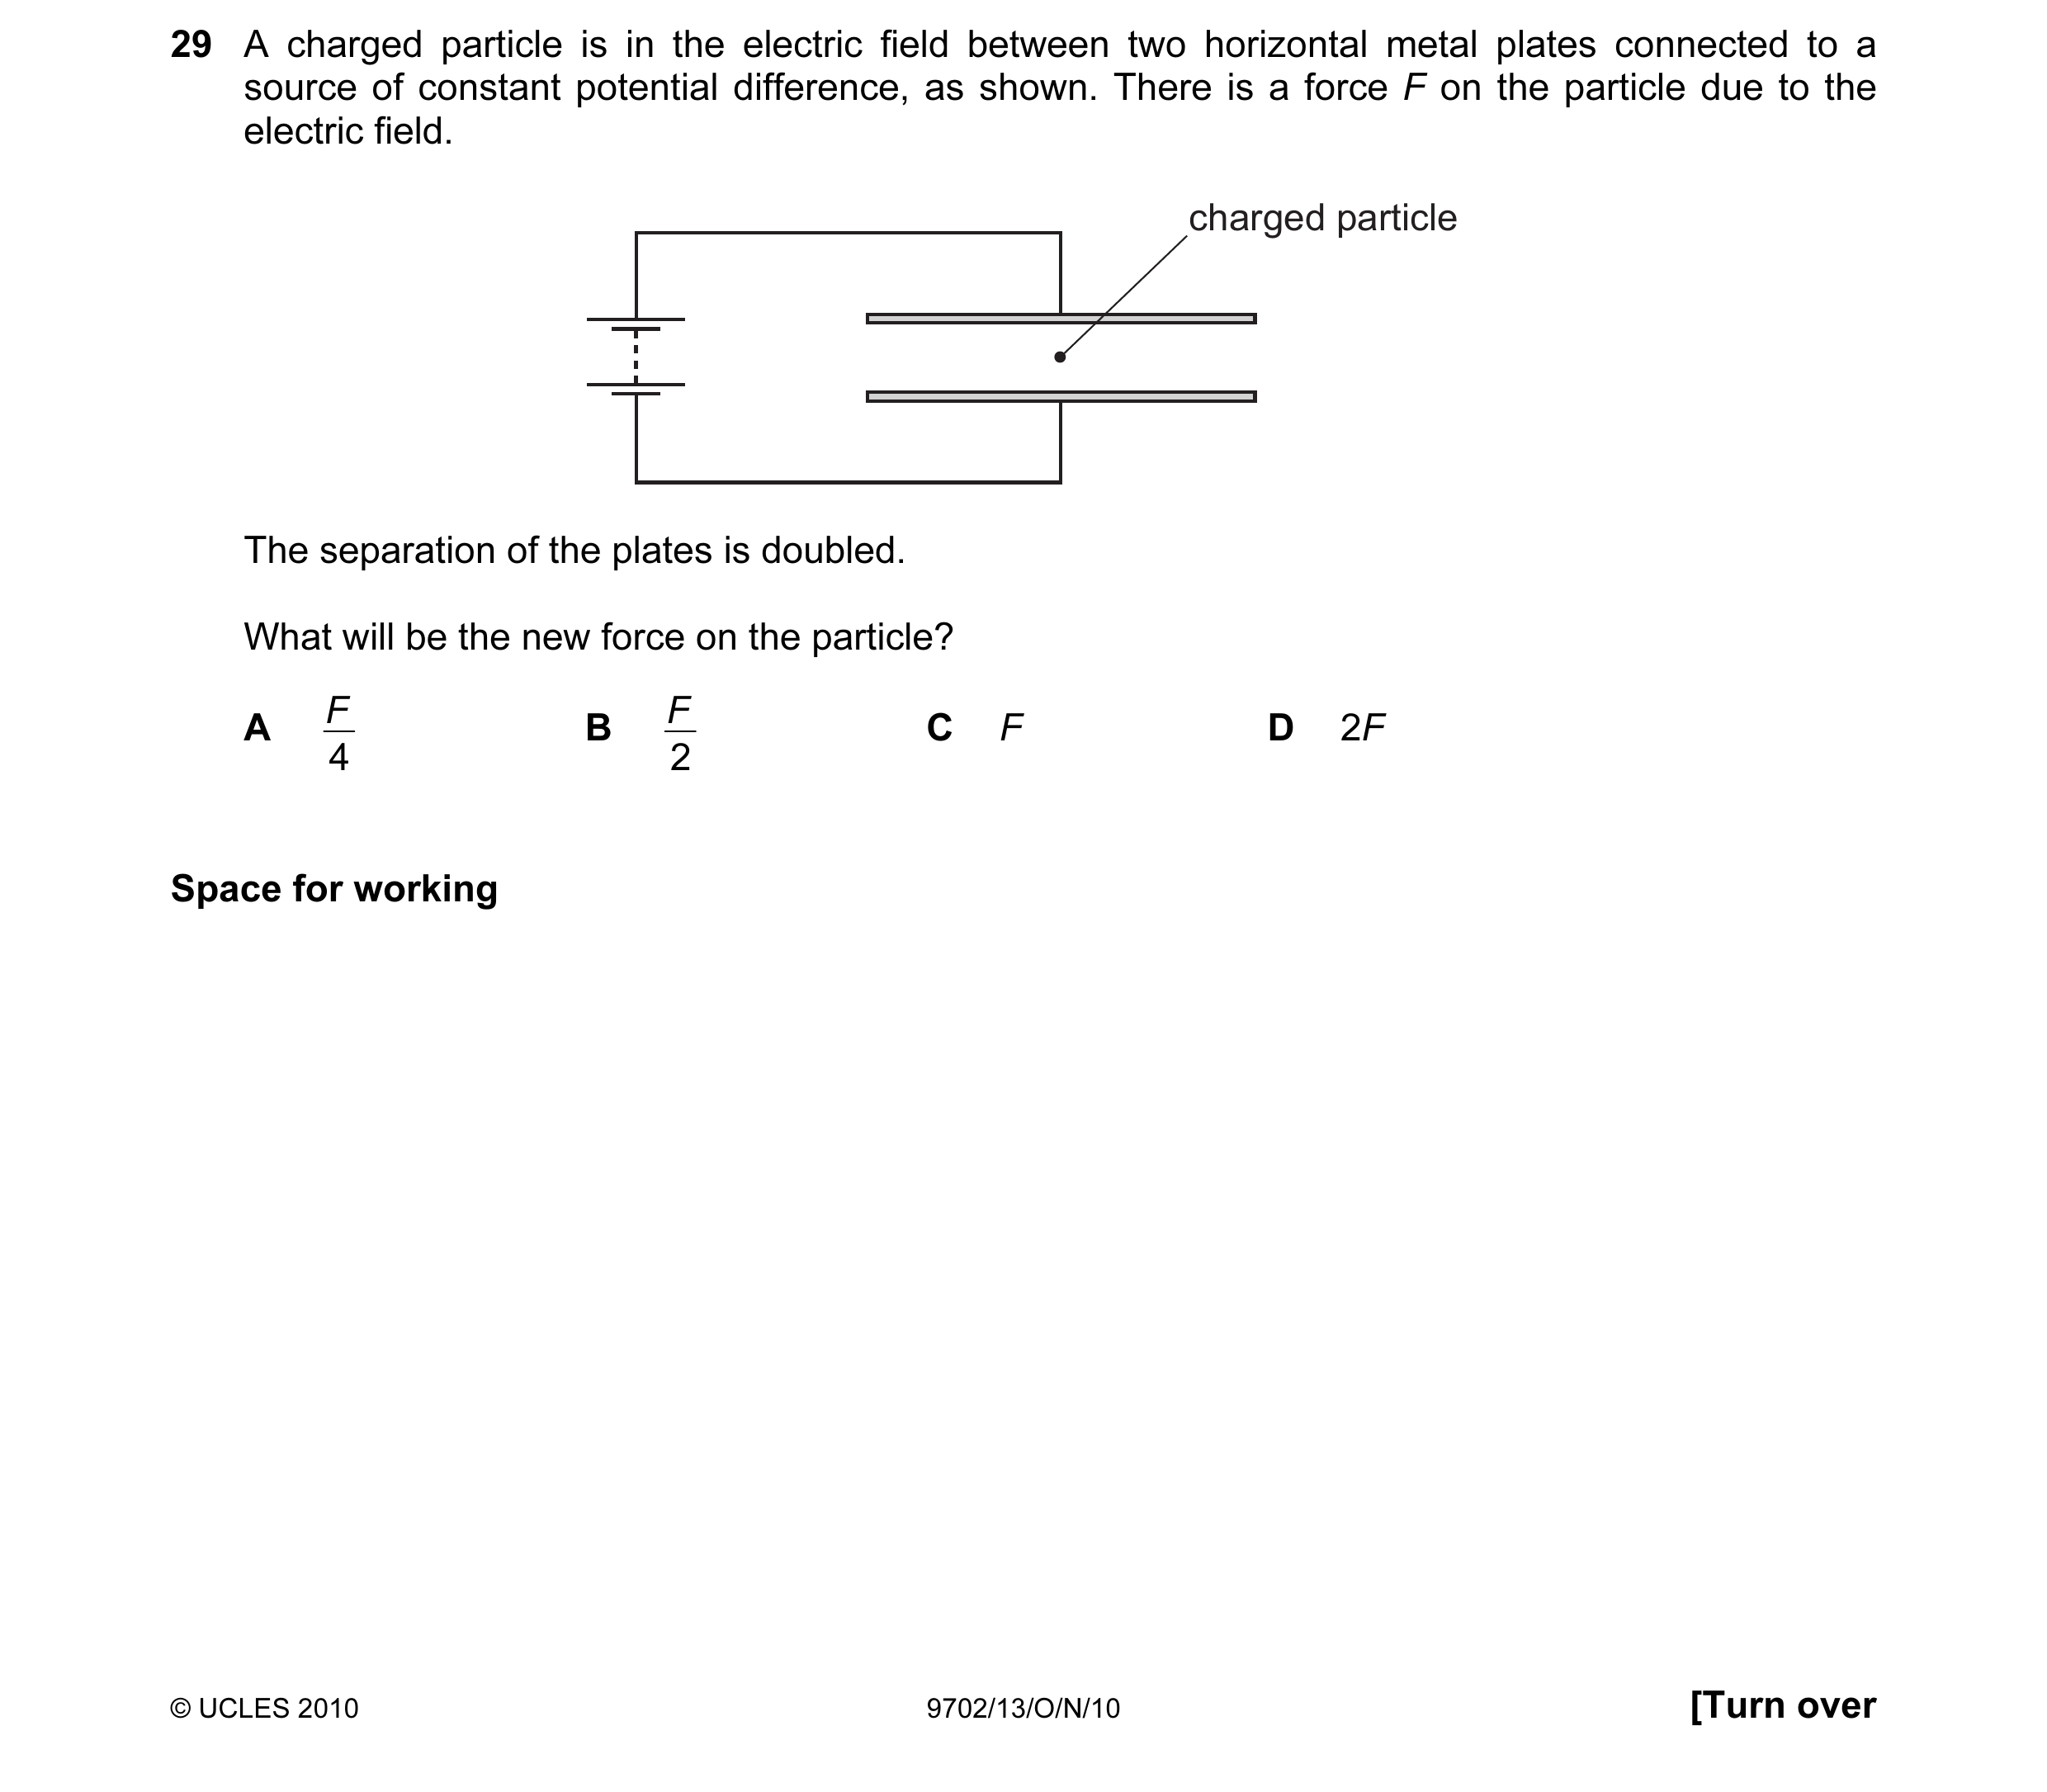 29 A charged particle is in the electric field between two horizontal metal plates connected to a
source of constant potential difference, as shown. There is a force F on the particle due to the
electric field.
charged particle
The separation of the plates is doubled.
What will be the new force on the particle?
A F/4 B F/2 C F D 2F
Space for working
© UCLES 2010 9702/13/O/N/10 [Turn over